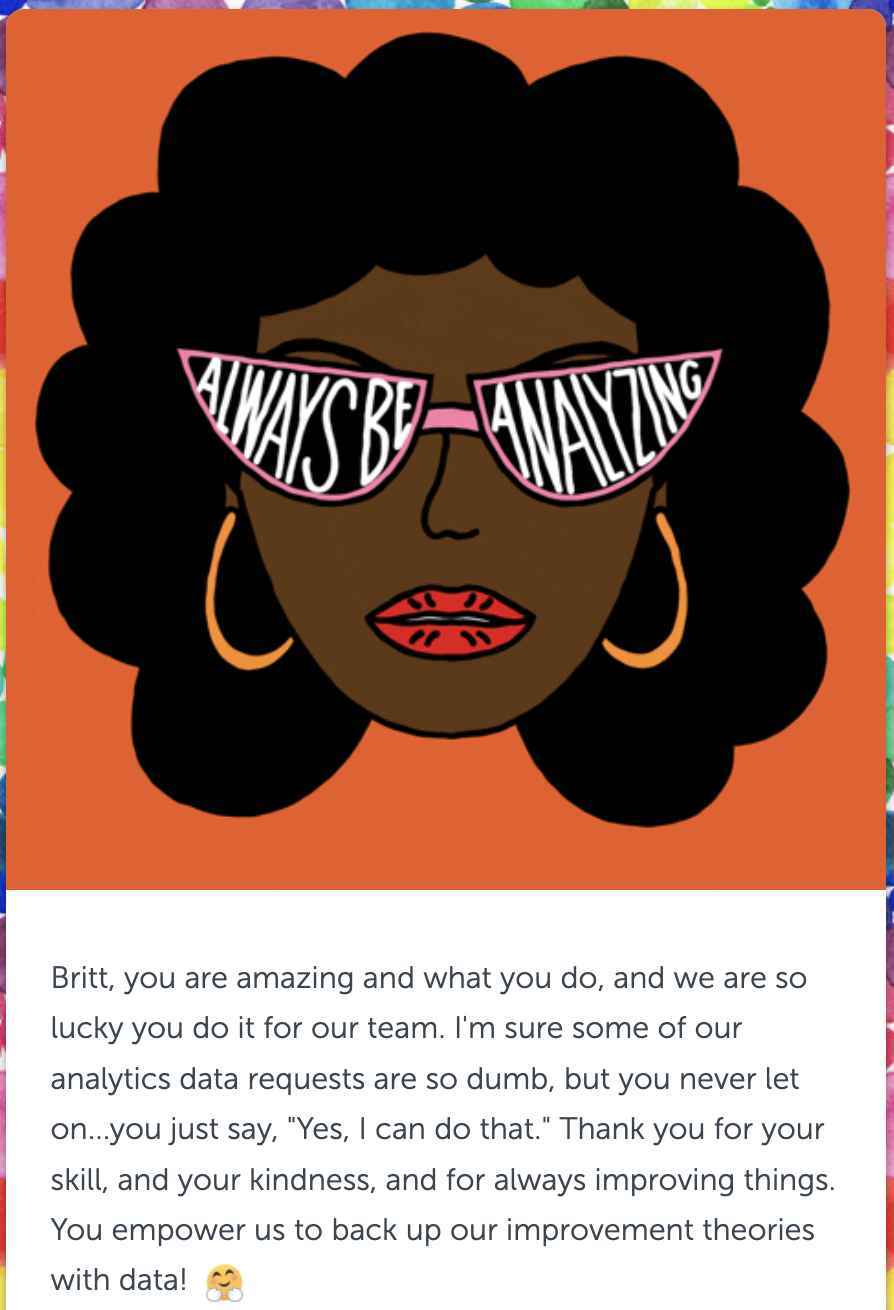 ALWAYS BE ANALYZING
Britt, you are amazing and what you do, and we are so
lucky you do it for our team. I'm sure some of our
analytics data requests are so dumb, but you never let
on...you just say, "Yes, I can do that." Thank you for your
skill, and your kindness, and for always improving things.
You empower us to back up our improvement theories
with data! 🤗